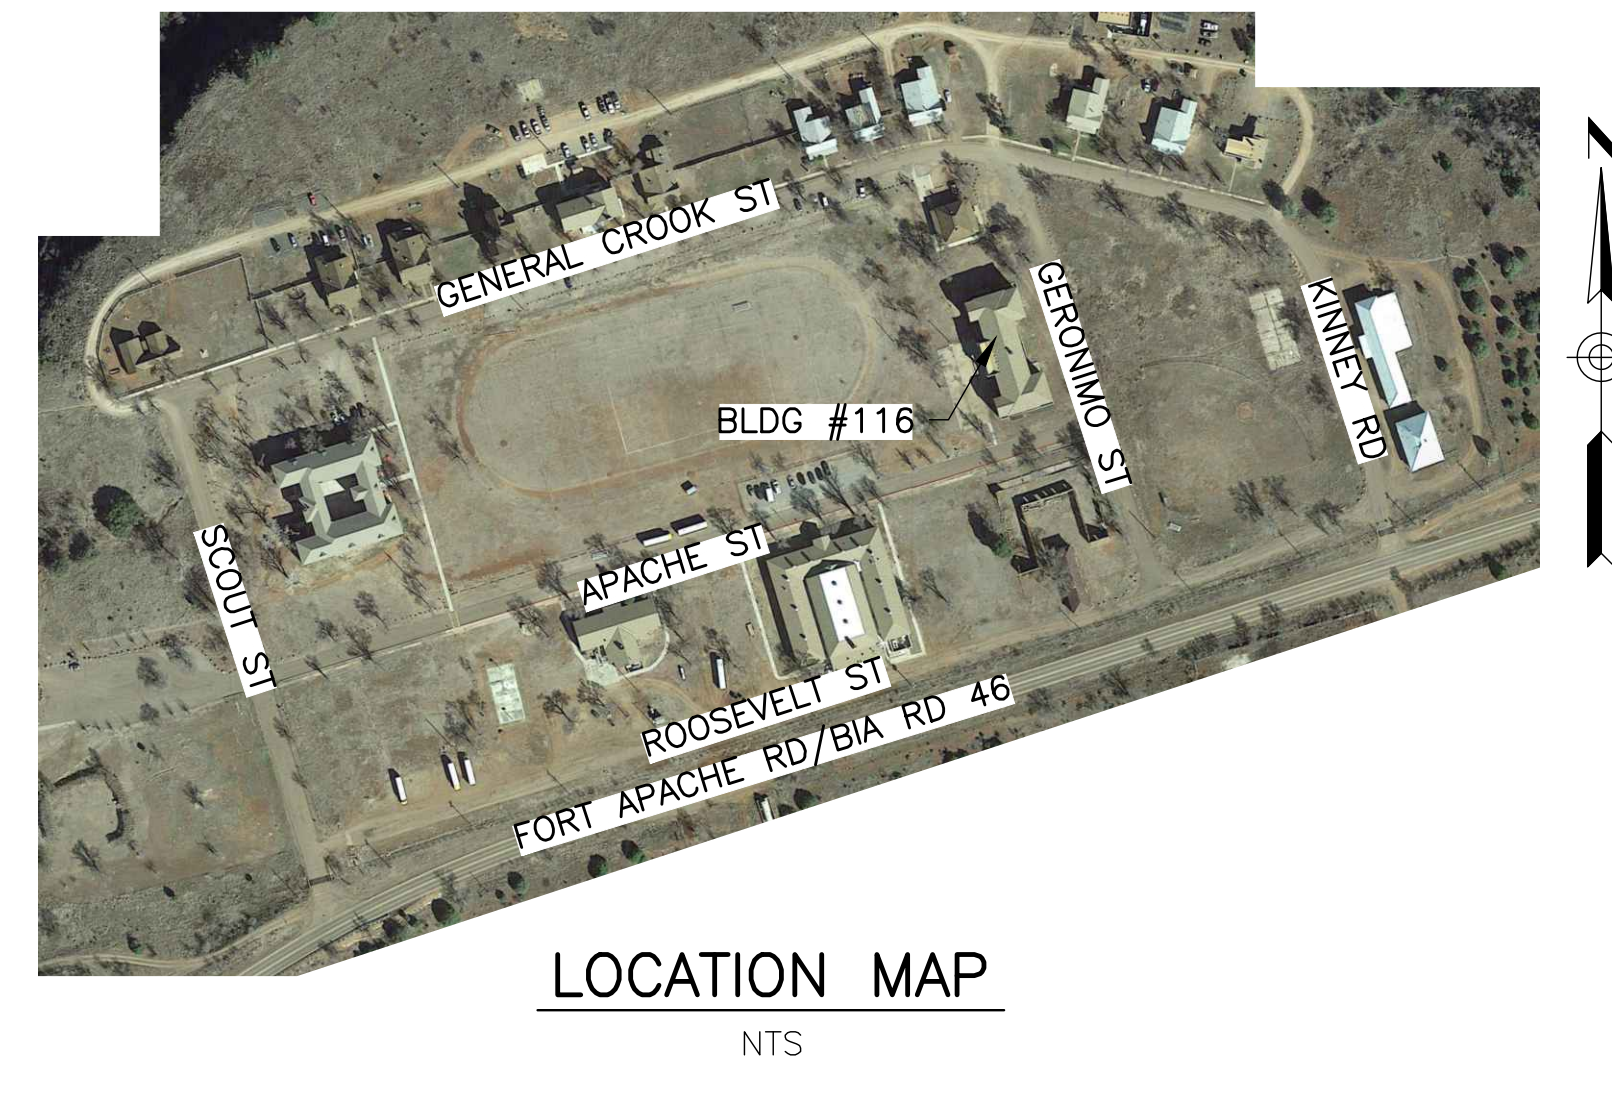 GENERAL CROOK ST
GERONIMO ST
KINNEY RD
BLDG #116
SCOUT ST
APACHE ST
ROOSEVELT ST
FORT APACHE RD/BIA RD 46
LOCATION MAP
NTS